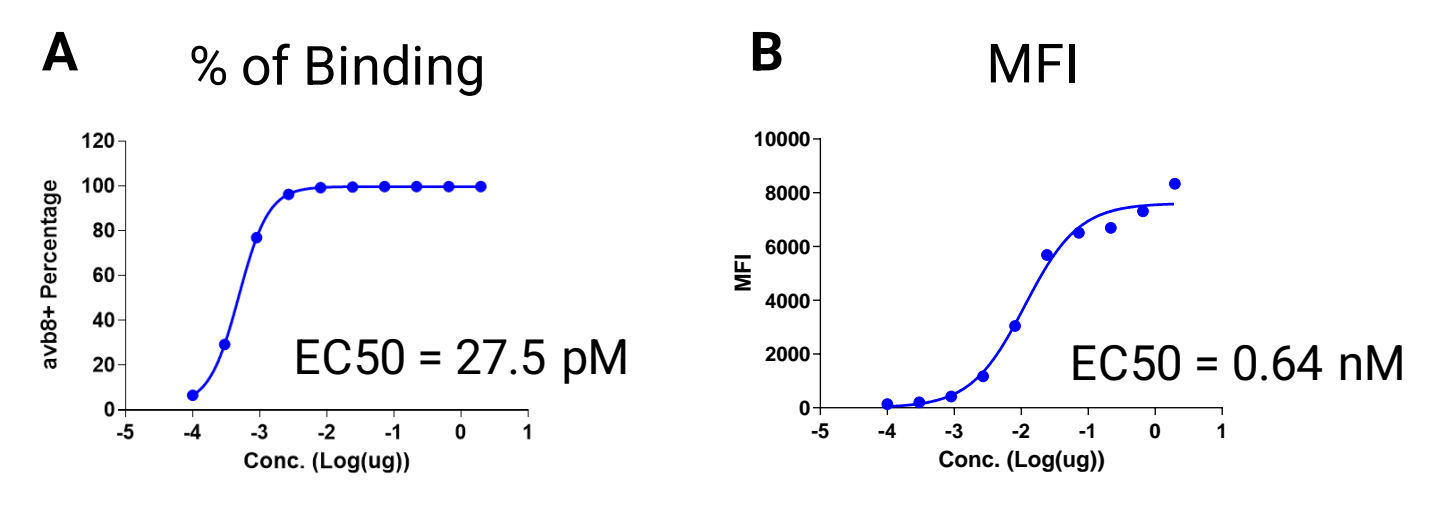 A
% of Binding
avb8+ Percentage
120
100
80
60
40
20
0
-5
-4
-3
-2
-1
0
1
Conc. (Log(ug))
EC50 = 27.5 pM
B
MFI
MFI
10000
8000
6000
4000
2000
0
-5
-4
-3
-2
-1
0
1
Conc. (Log(ug))
EC50 = 0.64 nM